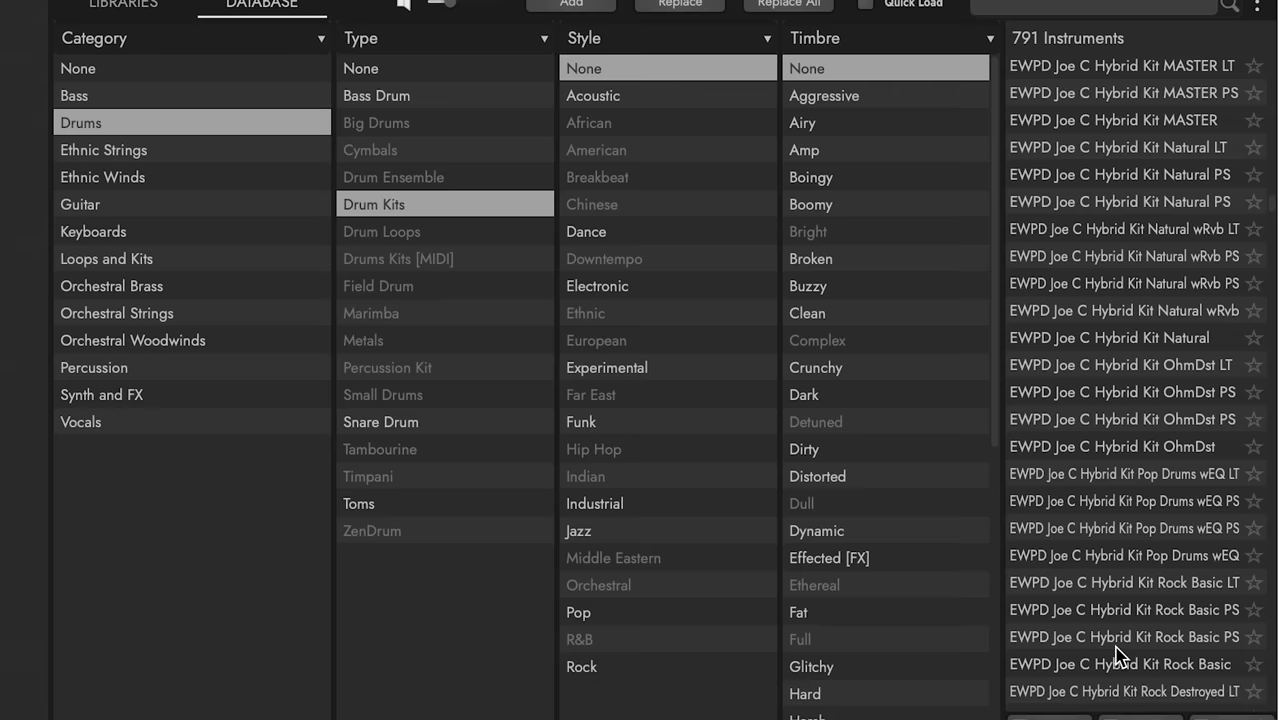 LIBRARIES
DATABASE
Add
Replace
Replace All
Quick Load
Category
None
Bass
Drums
Ethnic Strings
Ethnic Winds
Guitar
Keyboards
Loops and Kits
Orchestral Brass
Orchestral Strings
Orchestral Woodwinds
Percussion
Synth and FX
Vocals
Type
None
Bass Drum
Big Drums
Cymbals
Drum Ensemble
Drum Kits
Drum Loops
Drums Kits [MIDI]
Field Drum
Marimba
Metals
Percussion Kit
Small Drums
Snare Drum
Tambourine
Timpani
Toms
ZenDrum
Style
None
Acoustic
African
American
Breakbeat
Chinese
Dance
Downtempo
Electronic
Ethnic
European
Experimental
Far East
Funk
Hip Hop
Indian
Industrial
Jazz
Middle Eastern
Orchestral
Pop
R&B
Rock
Timbre
None
Aggressive
Airy
Amp
Boingy
Boomy
Bright
Broken
Buzzy
Clean
Complex
Crunchy
Dark
Detuned
Dirty
Distorted
Dull
Dynamic
Effected [FX]
Ethereal
Fat
Full
Glitchy
Hard
791 Instruments
EWPD Joe C Hybrid Kit MASTER LT
EWPD Joe C Hybrid Kit MASTER PS
EWPD Joe C Hybrid Kit MASTER
EWPD Joe C Hybrid Kit Natural LT
EWPD Joe C Hybrid Kit Natural PS
EWPD Joe C Hybrid Kit Natural PS
EWPD Joe C Hybrid Kit Natural wRvb LT
EWPD Joe C Hybrid Kit Natural wRvb PS
EWPD Joe C Hybrid Kit Natural wRvb PS
EWPD Joe C Hybrid Kit Natural wRvb
EWPD Joe C Hybrid Kit Natural
EWPD Joe C Hybrid Kit OhmDst LT
EWPD Joe C Hybrid Kit OhmDst PS
EWPD Joe C Hybrid Kit OhmDst PS
EWPD Joe C Hybrid Kit OhmDst
EWPD Joe C Hybrid Kit Pop Drums wEQ LT
EWPD Joe C Hybrid Kit Pop Drums wEQ PS
EWPD Joe C Hybrid Kit Pop Drums wEQ PS
EWPD Joe C Hybrid Kit Pop Drums wEQ
EWPD Joe C Hybrid Kit Rock Basic LT
EWPD Joe C Hybrid Kit Rock Basic PS
EWPD Joe C Hybrid Kit Rock Basic PS
EWPD Joe C Hybrid Kit Rock Basic
EWPD Joe C Hybrid Kit Rock Destroyed LT